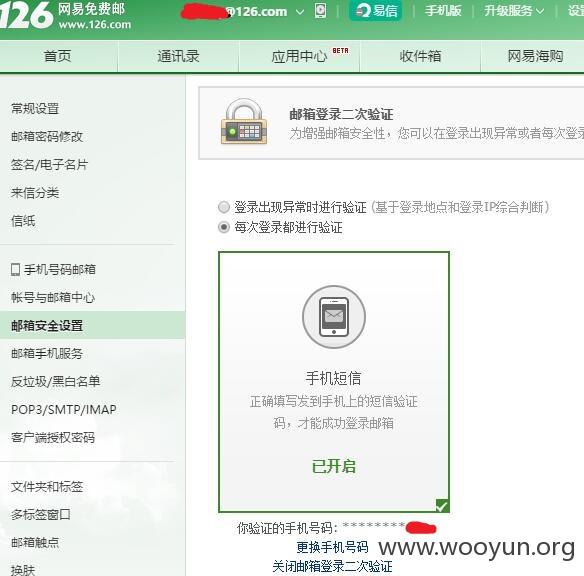 126 网易免费邮
www.126.com
@126.com
易信
手机版
升级服务
首页
通讯录
应用中心 BETA
收件箱
网易海购
常规设置
邮箱密码修改
签名/电子名片
来信分类
信纸
手机号码邮箱
帐号与邮箱中心
邮箱安全设置
邮箱手机服务
反垃圾/黑白名单
POP3/SMTP/IMAP
客户端授权密码
文件夹和标签
多标签窗口
邮箱触点
换肤
邮箱登录二次验证
为增强邮箱安全性，您可以在登录出现异常或者每次登录
登录出现异常时进行验证 (基于登录地点和登录IP综合判断)
每次登录都进行验证
手机短信
正确填写发到手机上的短信验证
码，才能成功登录邮箱
已开启
你验证的手机号码：********
更换手机号码
关闭邮箱登录二次验证
www.wooyun.org